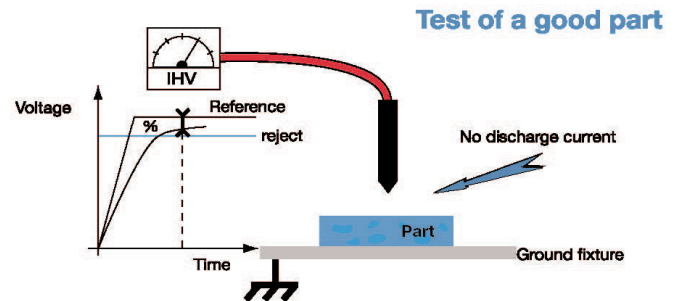 Test of a good part
IHV
Voltage
Reference
%
reject
No discharge current
Part
Ground fixture
Time